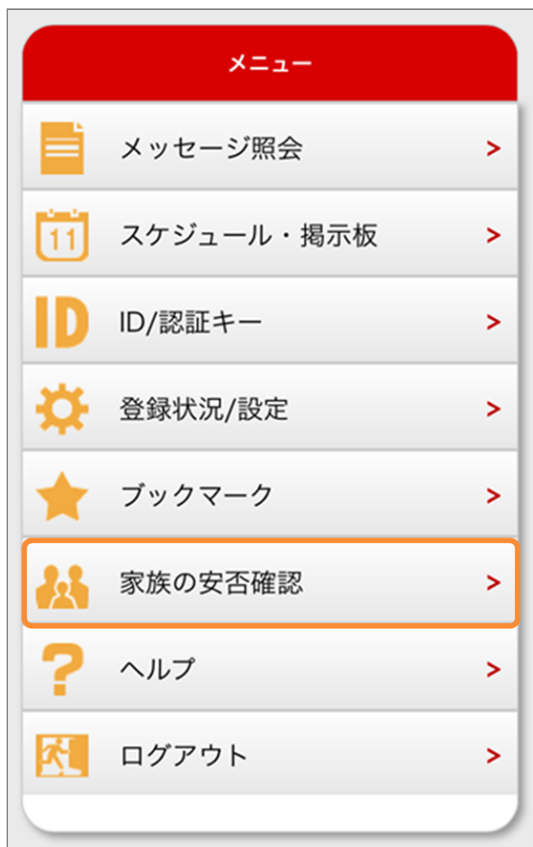 メニュー
メッセージ照会 >
11 スケジュール・掲示板 >
ID ID/認証キー >
登録状況/設定 >
ブックマーク >
家族の安否確認 >
? ヘルプ >
ログアウト >